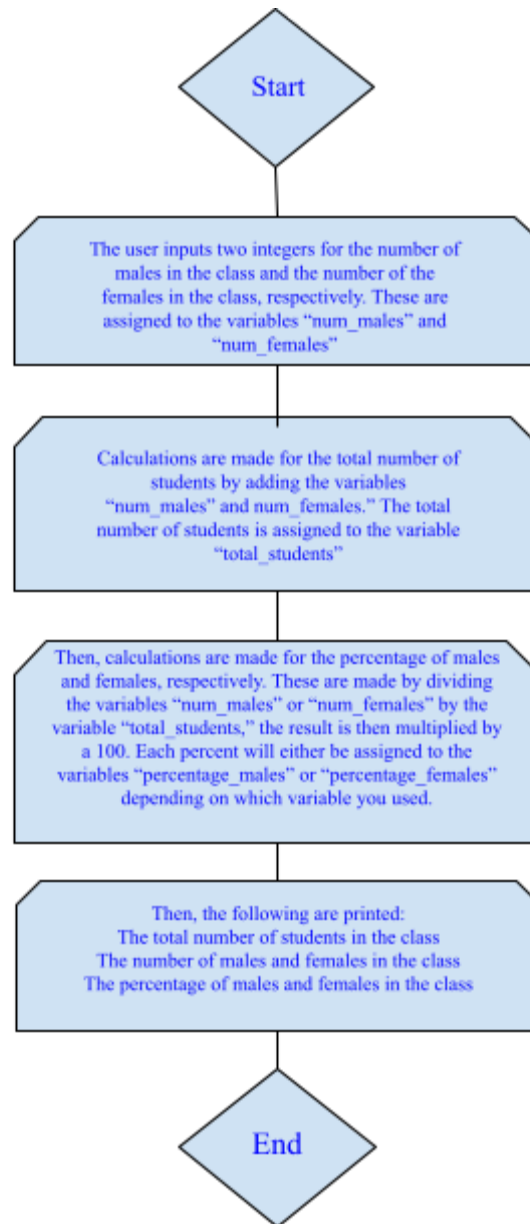 Start
The user inputs two integers for the number of
males in the class and the number of the
females in the class, respectively. These are
assigned to the variables “num_males” and
“num_females”
Calculations are made for the total number of
students by adding the variables
“num_males” and num_females.” The total
number of students is assigned to the variable
“total_students”
Then, calculations are made for the percentage of males
and females, respectively. These are made by dividing
the variables “num_males” or “num_females” by the
variable “total_students,” the result is then multiplied by
a 100. Each percent will either be assigned to the
variables “percentage_males” or “percentage_females”
depending on which variable you used.
Then, the following are printed:
The total number of students in the class
The number of males and females in the class
The percentage of males and females in the class
End